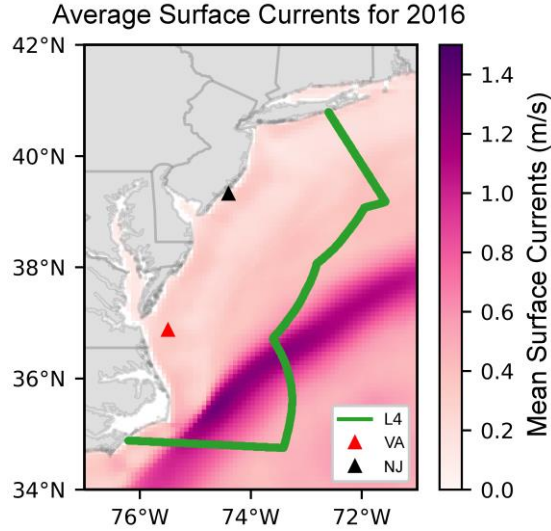 Average Surface Currents for 2016
42°N
40°N
38°N
36°N
34°N
76°W
74°W
72°W
L4
VA
NJ
1.4
1.2
1.0
0.8
0.6
0.4
0.2
0.0
Mean Surface Currents (m/s)